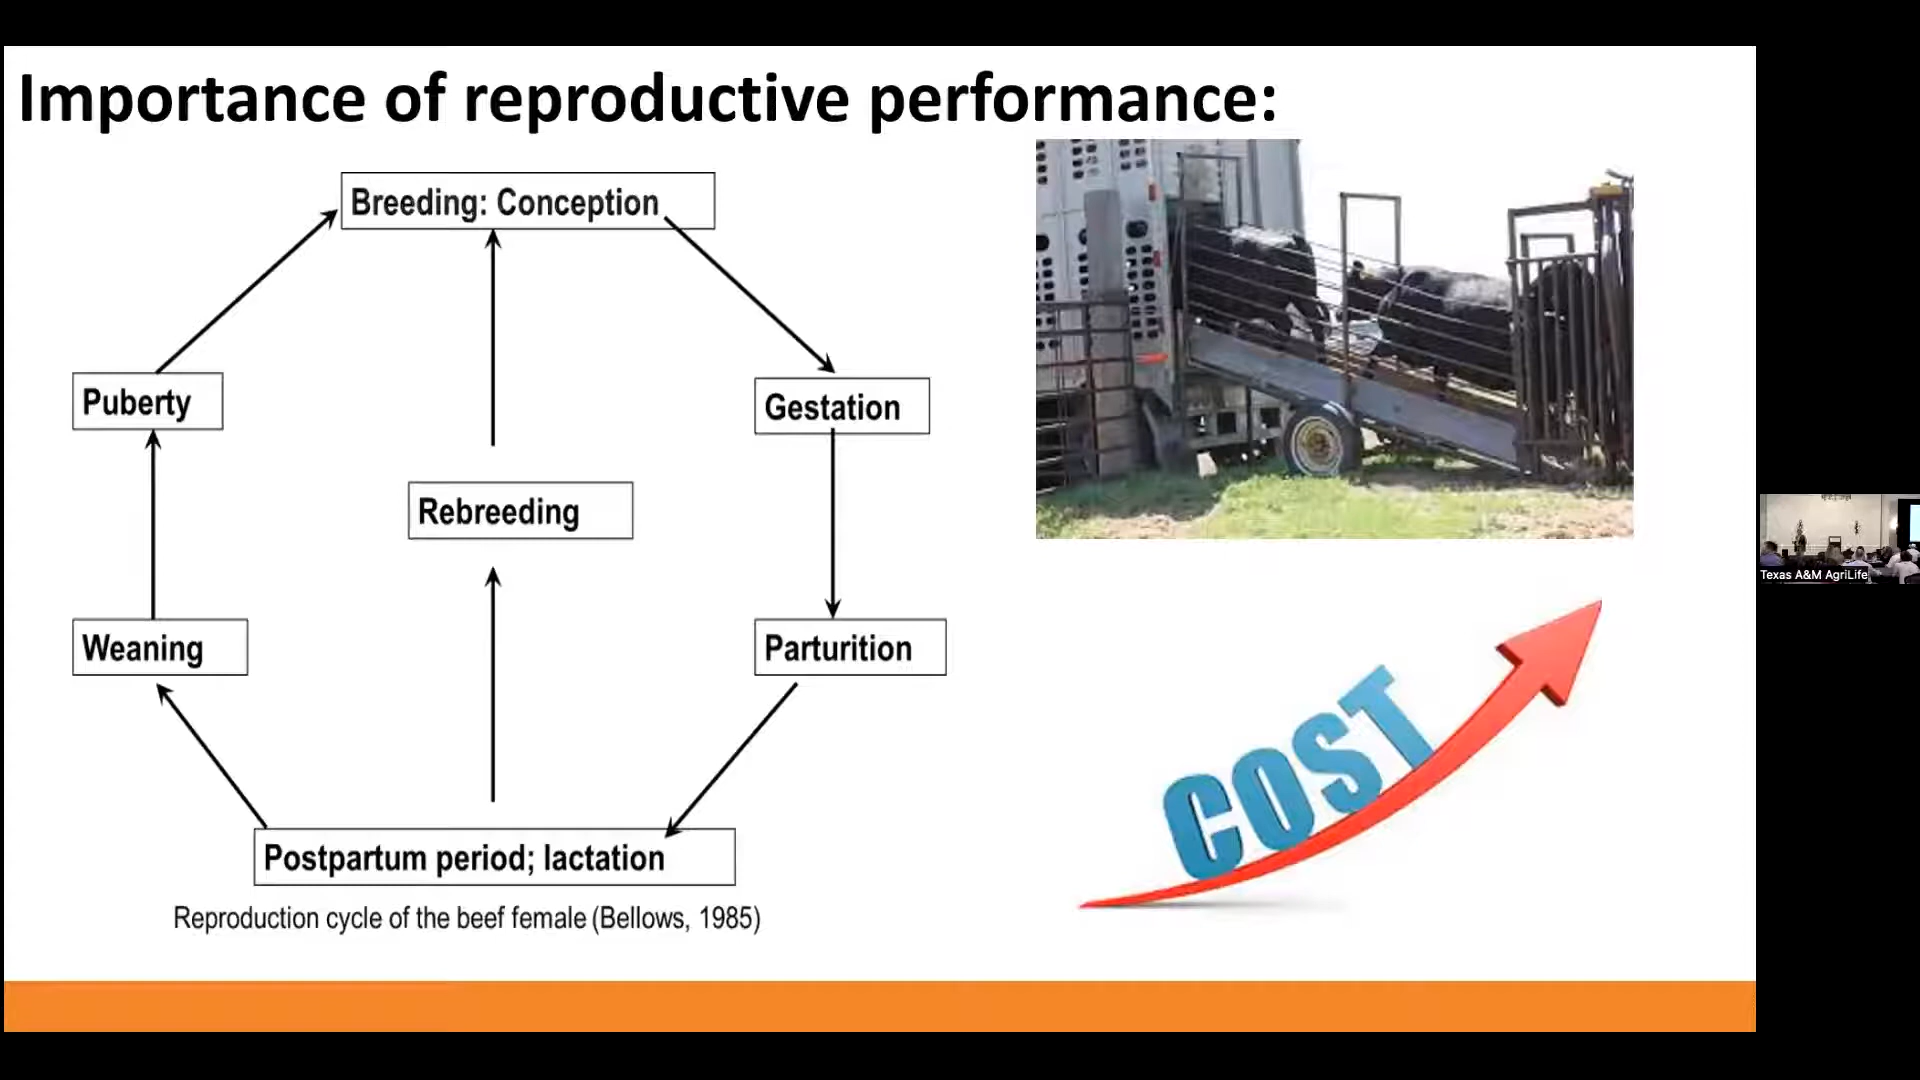 Importance of reproductive performance:
Breeding: Conception
Puberty
Gestation
Rebreeding
Weaning
Parturition
Postpartum period; lactation
Reproduction cycle of the beef female (Bellows, 1985)
COST
Texas A&M AgriLife